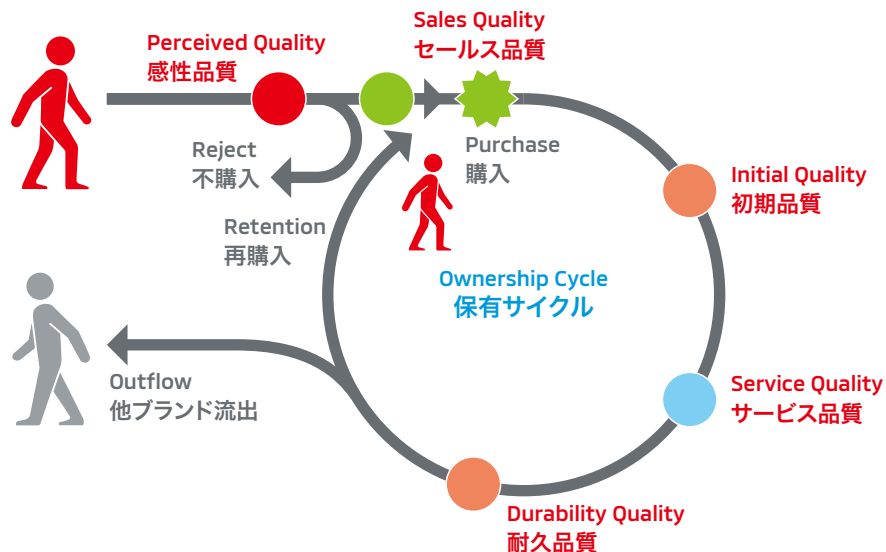 Perceived Quality
感性品質
Sales Quality
セールス品質
Reject
不購入
Purchase
購入
Initial Quality
初期品質
Retention
再購入
Ownership Cycle
保有サイクル
Outflow
他ブランド流出
Service Quality
サービス品質
Durability Quality
耐久品質